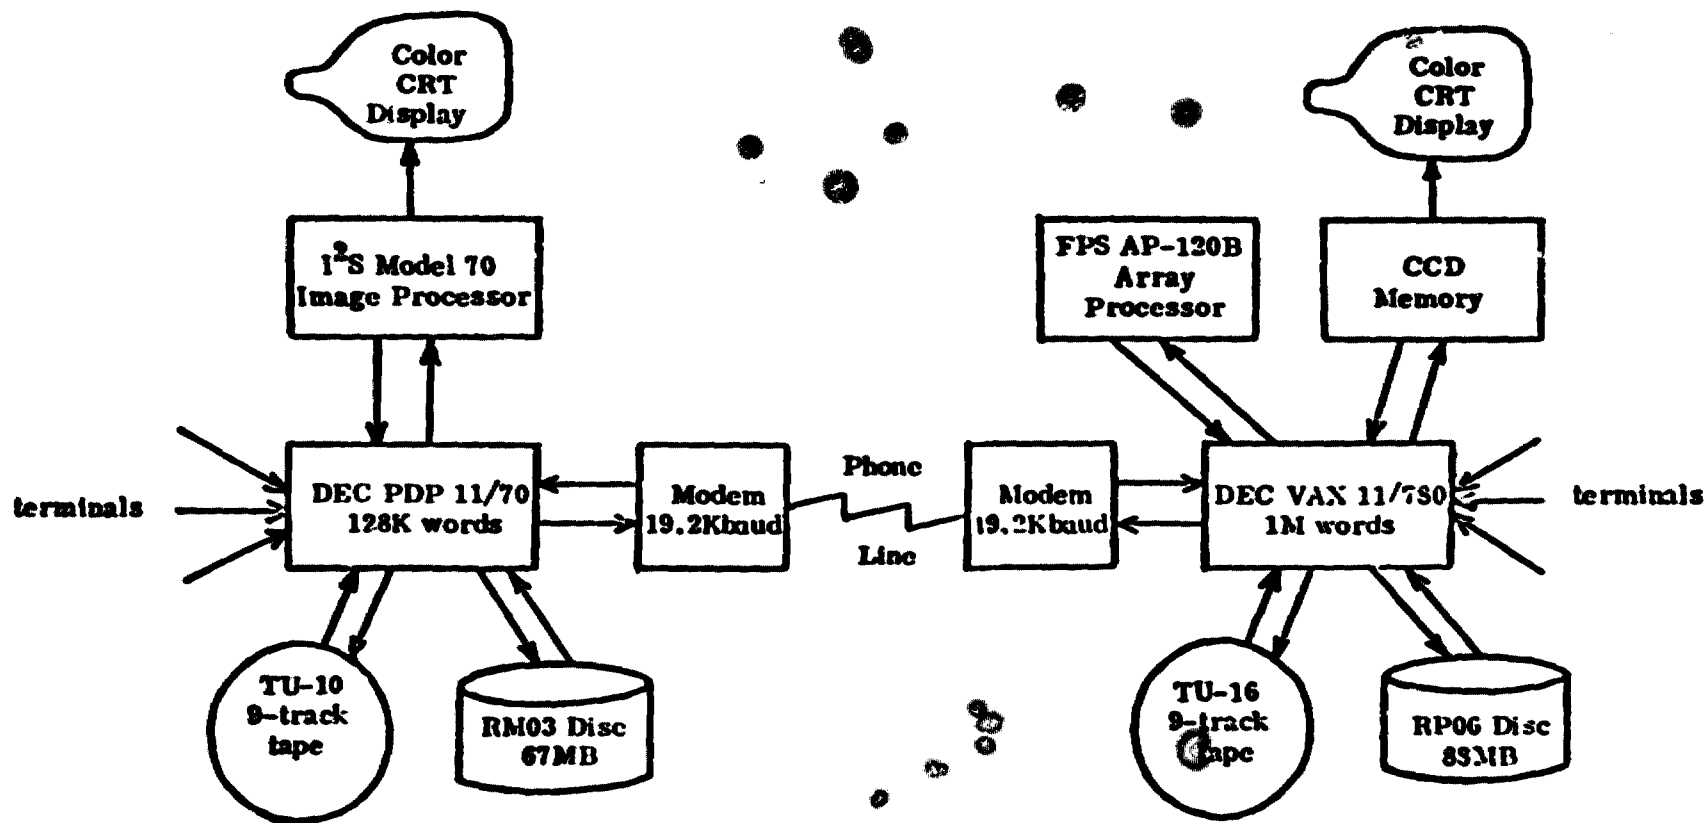 Color
CRT
Display
Color
CRT
Display
I²S Model 70
Image Processor
FPS AP-120B
Array
Processor
CCD
Memory
terminals
DEC PDP 11/70
128K words
Modem
19.2Kbaud
Phone
Line
Modem
19.2Kbaud
DEC VAX 11/780
1M words
terminals
TU-10
9-track
tape
RM03 Disc
67MB
TU-16
9-track
tape
RP06 Disc